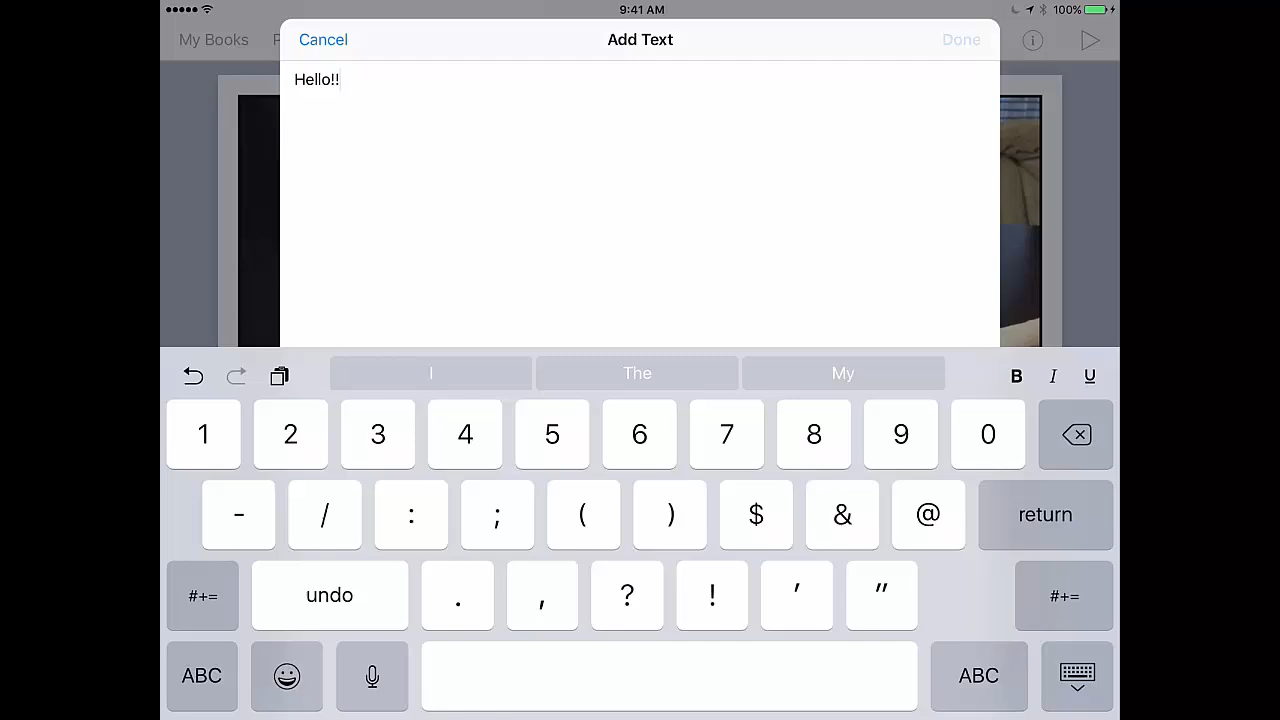 9:41 AM 100%
My Books
Cancel Add Text Done
Hello!!
I The My B I U
1 2 3 4 5 6 7 8 9 0
- / : ; ( ) $ & @ return
#+= undo . , ? ! ' " #+=
ABC ABC